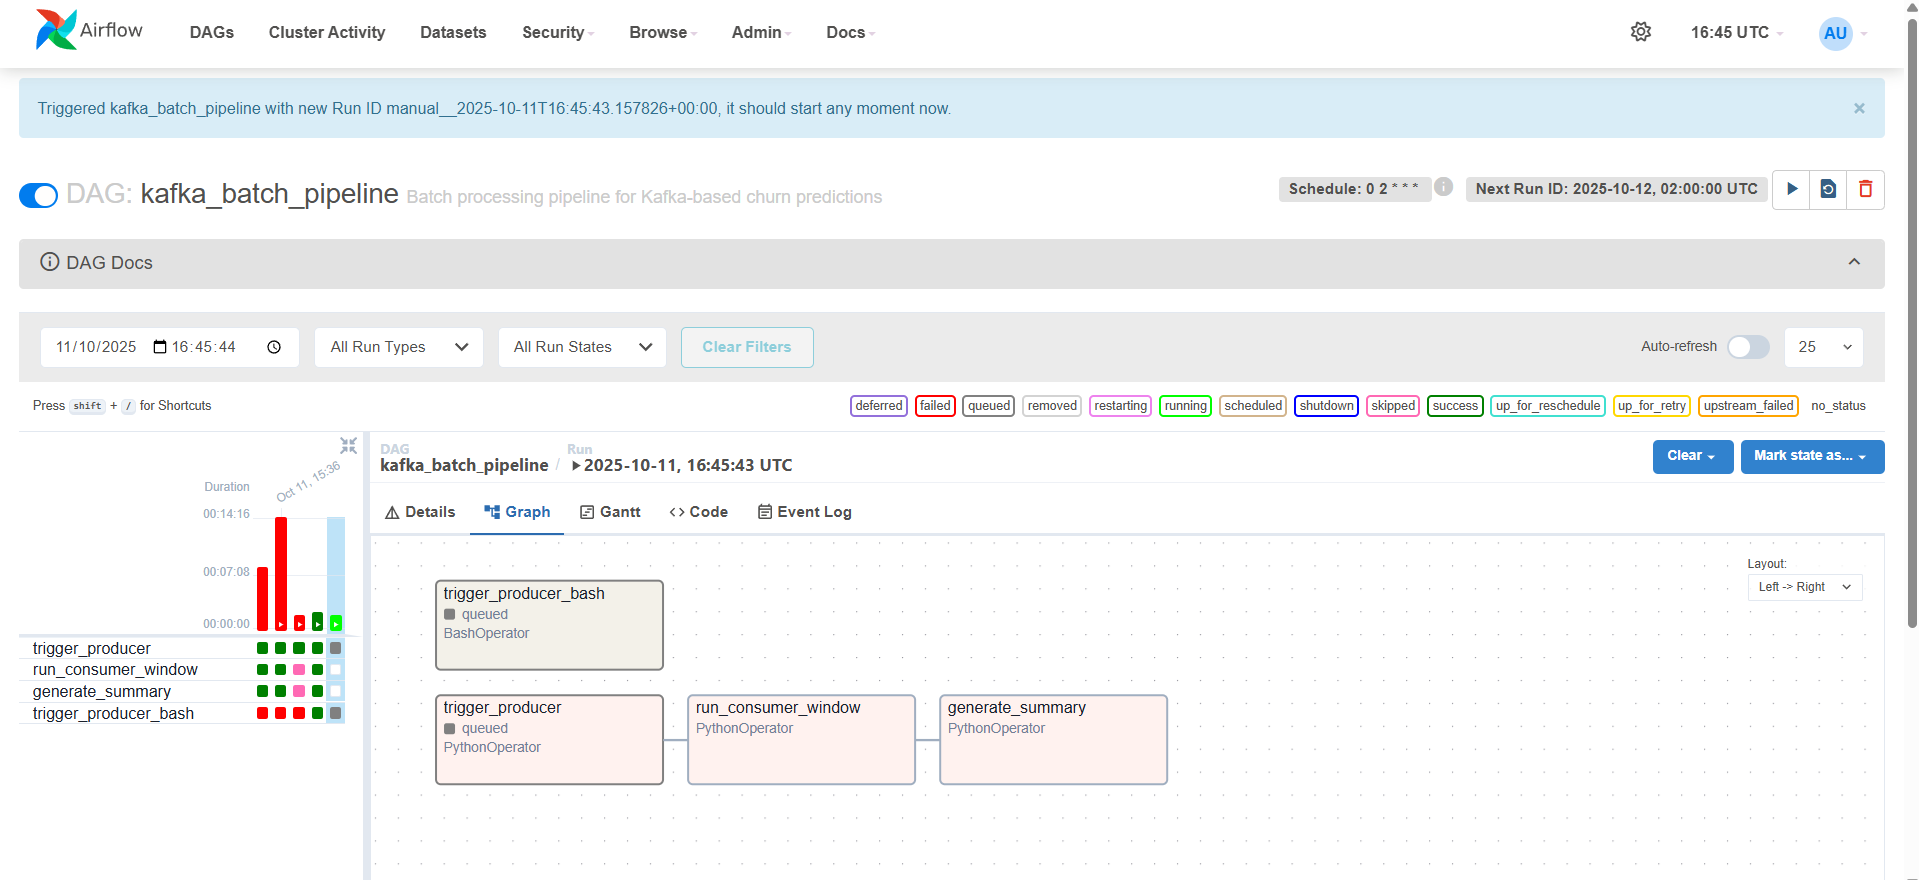 Airflow
DAGs Cluster Activity Datasets Security Browse Admin Docs 16:45 UTC AU
Triggered kafka_batch_pipeline with new Run ID manual__2025-10-11T16:45:43.157826+00:00, it should start any moment now. ×
DAG: kafka_batch_pipeline Batch processing pipeline for Kafka-based churn predictions Schedule: 0 2 * * * Next Run ID: 2025-10-12, 02:00:00 UTC
DAG Docs
11/10/2025 16:45:44 All Run Types All Run States Clear Filters Auto-refresh 25
Press shift + / for Shortcuts deferred failed queued removed restarting running scheduled shutdown skipped success up_for_reschedule up_for_retry upstream_failed no_status
DAG Run
kafka_batch_pipeline / 2025-10-11, 16:45:43 UTC Clear Mark state as...
Oct 11, 15:36
Duration
00:14:16
00:07:08
00:00:00
trigger_producer
run_consumer_window
generate_summary
trigger_producer_bash
Details Graph Gantt Code Event Log
Layout:
Left -> Right
trigger_producer_bash
queued
BashOperator
trigger_producer
queued
PythonOperator
run_consumer_window
PythonOperator
generate_summary
PythonOperator